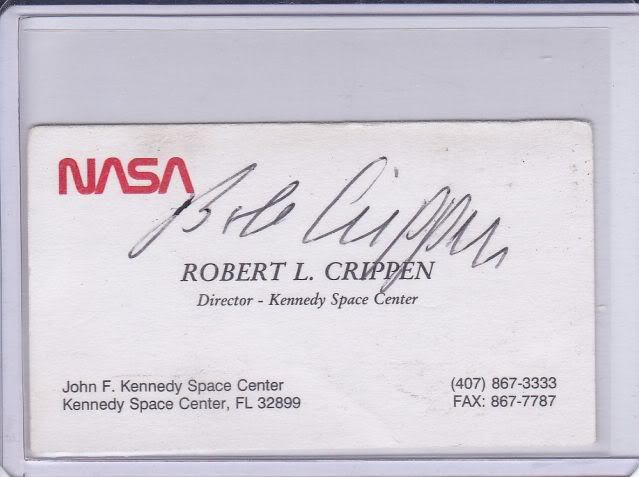 NASA
Bob Crippen
ROBERT L. CRIPPEN
Director - Kennedy Space Center
John F. Kennedy Space Center
Kennedy Space Center, FL 32899
(407) 867-3333
FAX: 867-7787